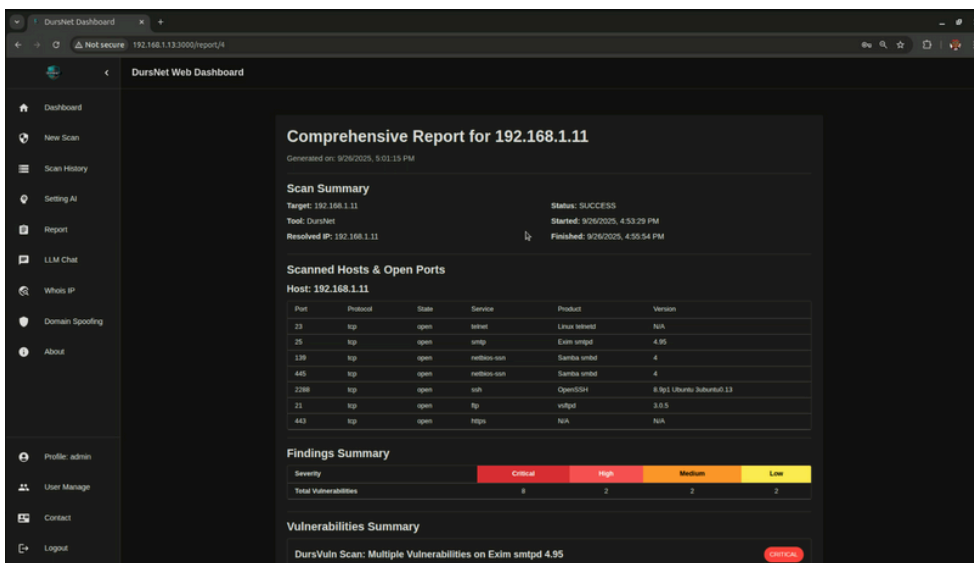 DursNet Dashboard
Not secure 192.168.1.13:3000/report/4
DursNet Web Dashboard
Dashboard
New Scan
Scan History
Setting AI
Report
LLM Chat
Whois IP
Domain Spoofing
About
Profile: admin
User Manage
Contact
Logout
Comprehensive Report for 192.168.1.11
Generated on: 9/26/2025, 5:01:15 PM
Scan Summary
Target: 192.168.1.11 Status: SUCCESS
Tool: DursNet Started: 9/26/2025, 4:53:29 PM
Resolved IP: 192.168.1.11 Finished: 9/26/2025, 4:55:54 PM
Scanned Hosts & Open Ports
Host: 192.168.1.11
Port Protocol State Service Product Version
23 tcp open telnet Linux telnetd N/A
25 tcp open smtp Exim smtpd 4.95
139 tcp open netbios-ssn Samba smbd 4
445 tcp open netbios-ssn Samba smbd 4
2288 tcp open ssh OpenSSH 8.9p1 Ubuntu 3ubuntu0.13
21 tcp open ftp vsftpd 3.0.5
443 tcp open https N/A N/A
Findings Summary
Severity Critical High Medium Low
Total Vulnerabilities 8 2 2 2
Vulnerabilities Summary
DursVuln Scan: Multiple Vulnerabilities on Exim smtpd 4.95 CRITICAL